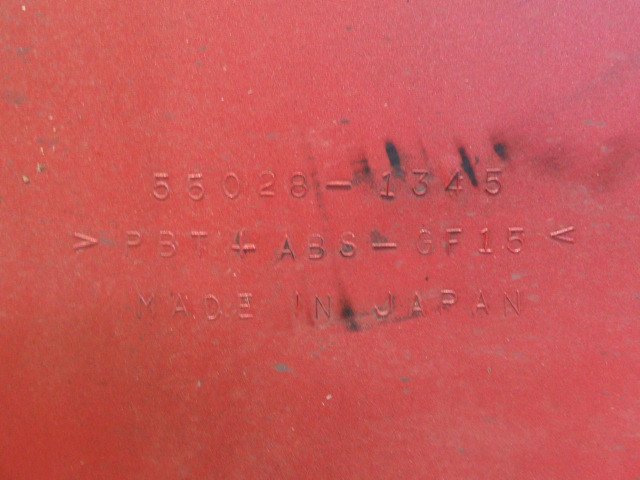 55028-1345
>PBT+ABS-GF15<
MADE IN JAPAN